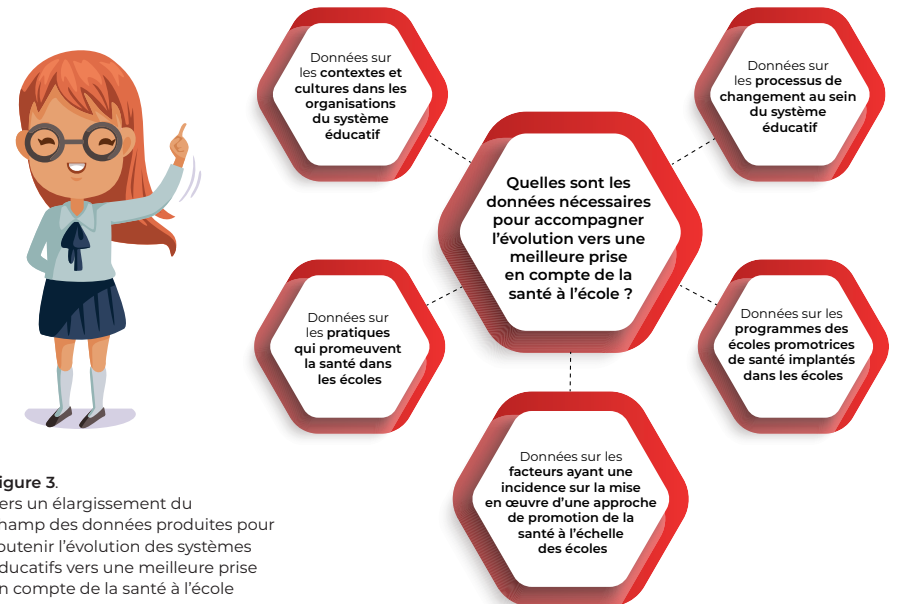 Données sur
les contextes et
cultures dans les
organisations
du système
éducatif
Données sur
les processus de
changement au sein
du système
éducatif
Quelles sont les
données nécessaires
pour accompagner
l'évolution vers une
meilleure prise
en compte de la
santé à l'école ?
Données sur
les pratiques
qui promeuvent
la santé dans
les écoles
Données sur les
programmes des
écoles promotrices
de santé implantés
dans les écoles
Données sur les
facteurs ayant une
incidence sur la mise
en œuvre d'une approche
de promotion de la
santé à l'échelle
des écoles
igure 3.
ers un élargissement du
hamp des données produites pour
outenir l'évolution des systèmes
ducatifs vers une meilleure prise
n compte de la santé à l'école